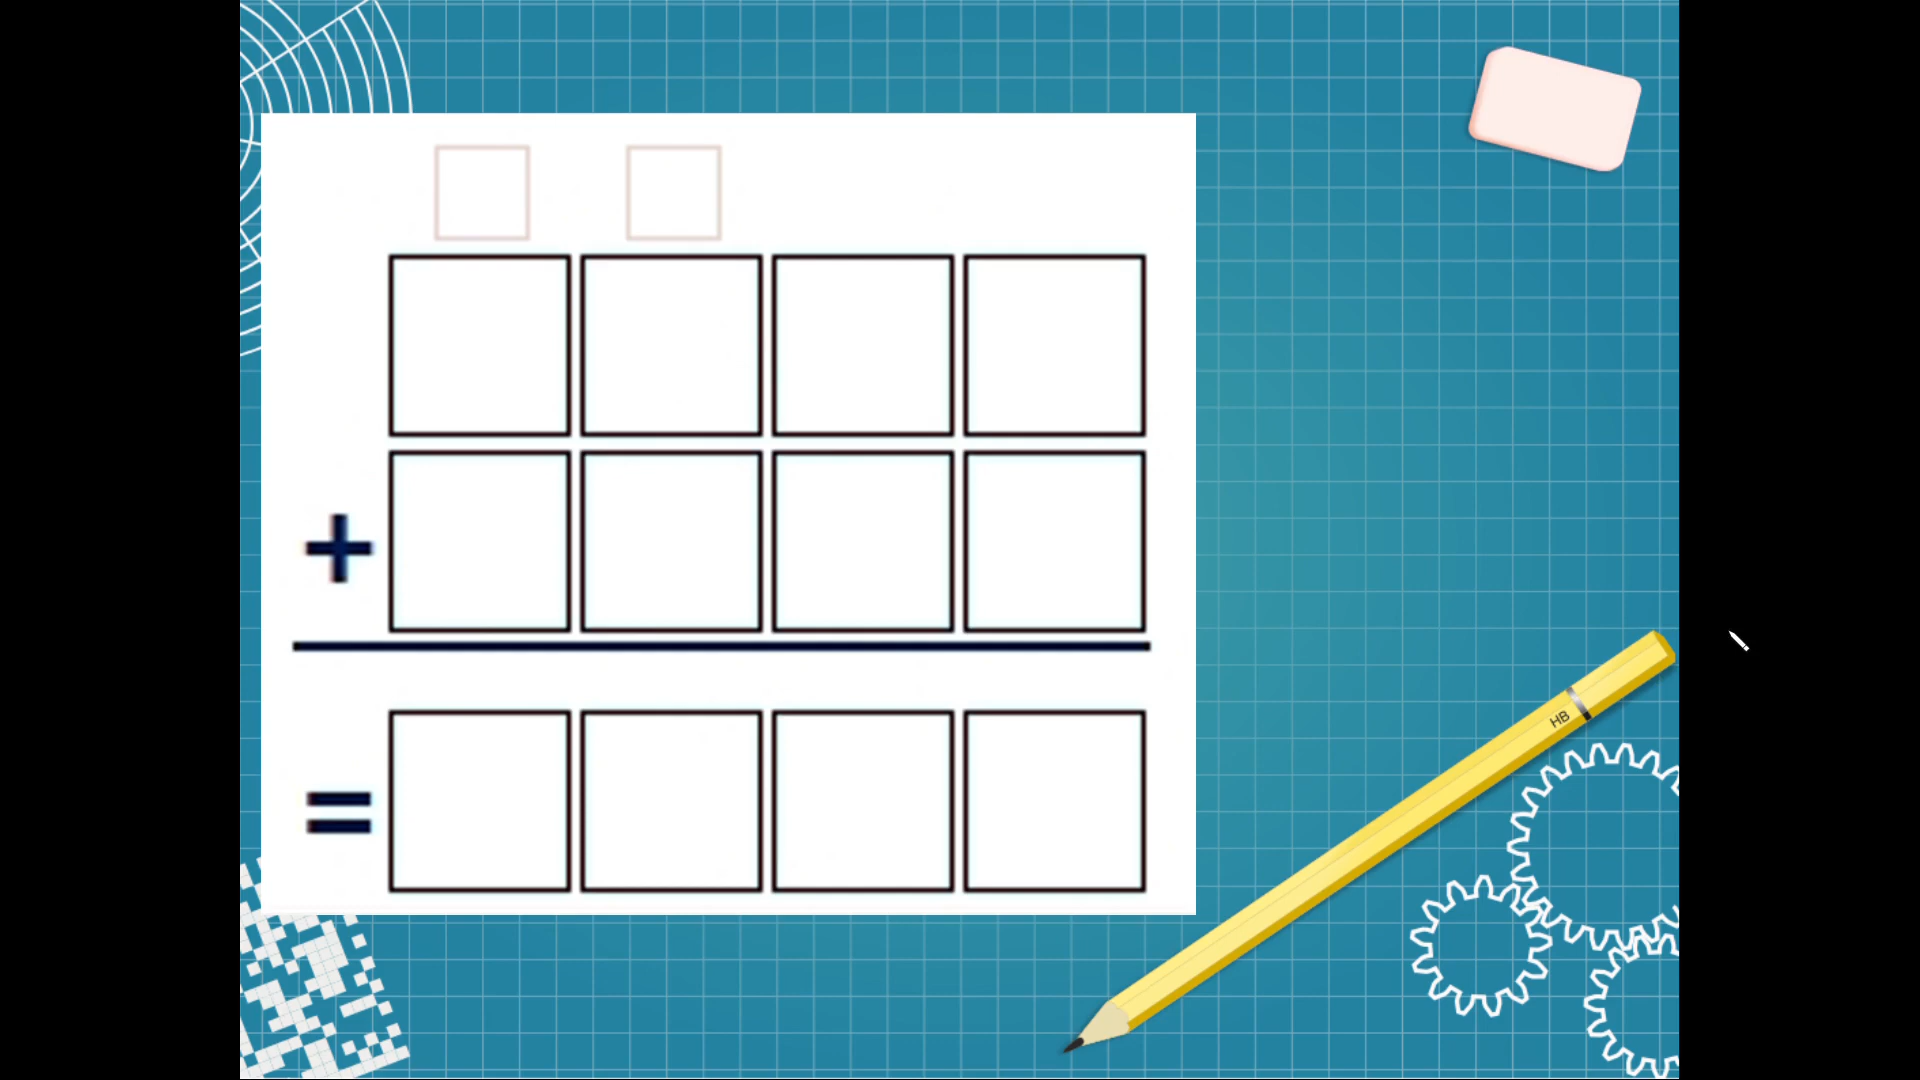 +
=
HB